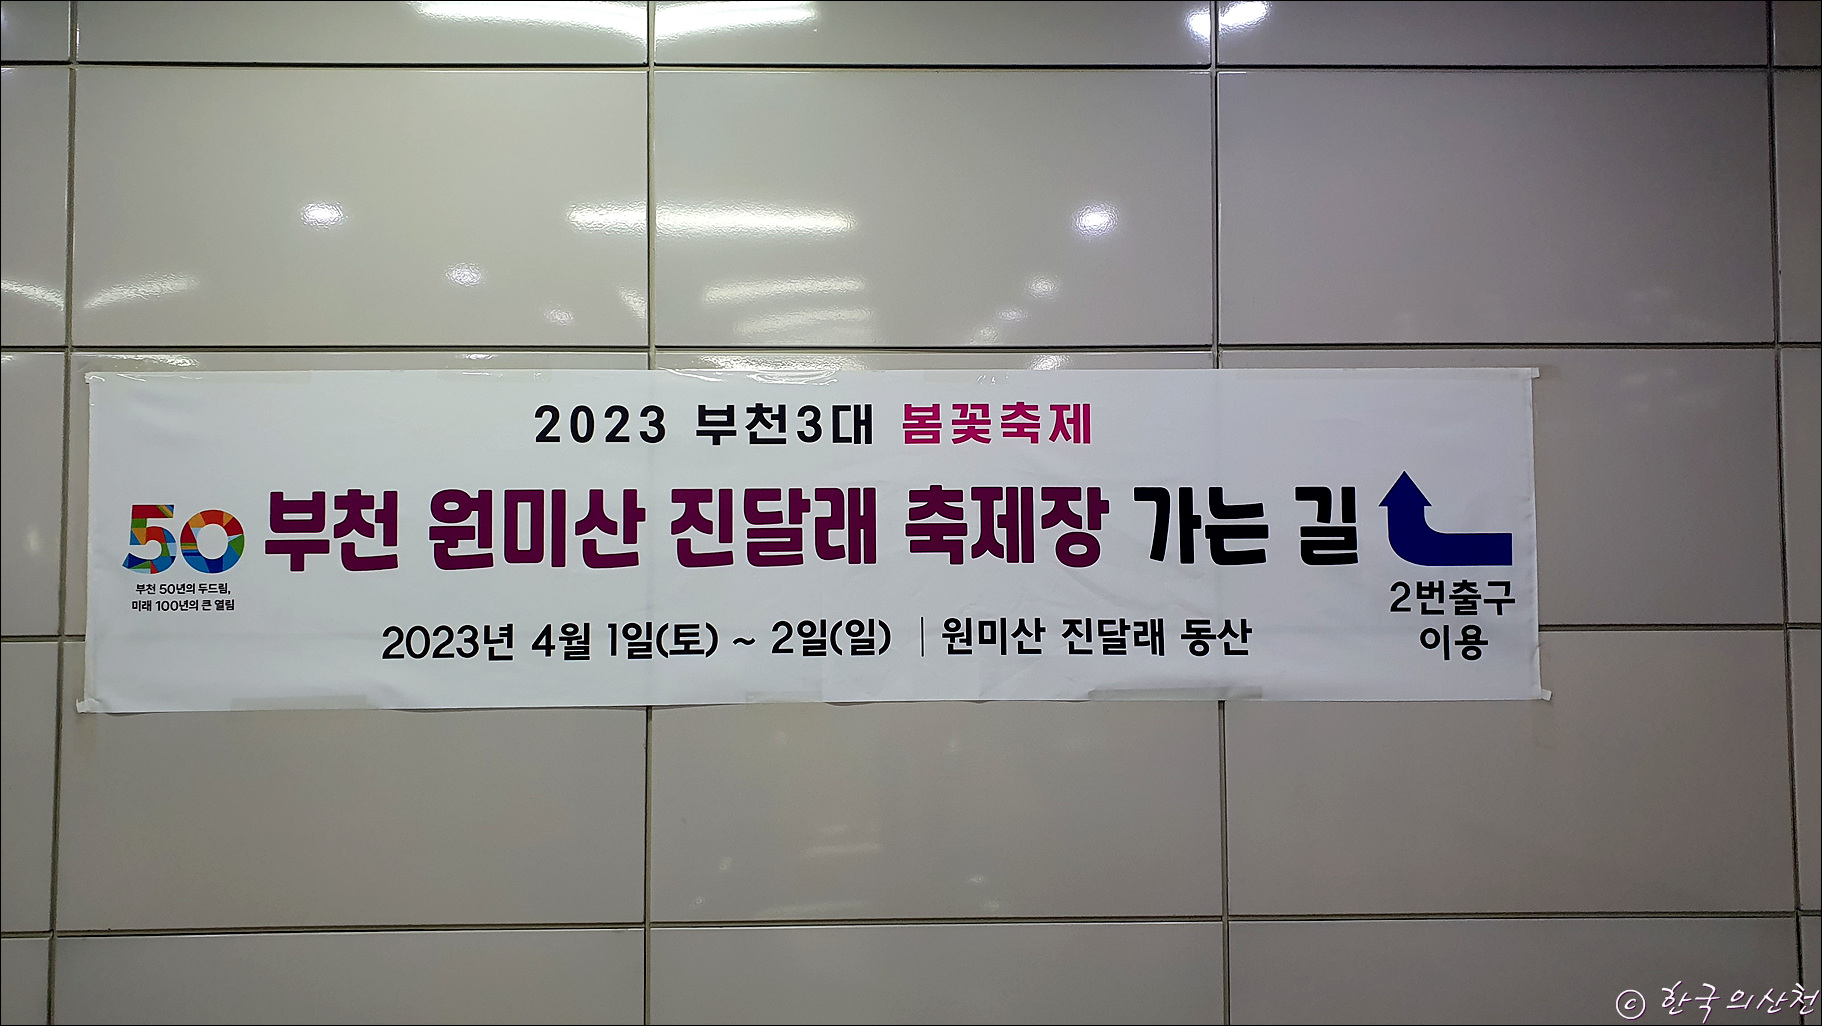 2023 부천3대 봄꽃축제
50 부천 원미산 진달래 축제장 가는 길
부천 50년의 두드림,
미래 100년의 큰 열림
2번출구
이용
2023년 4월 1일(토) ~ 2일(일) | 원미산 진달래 동산
© 한국의산천